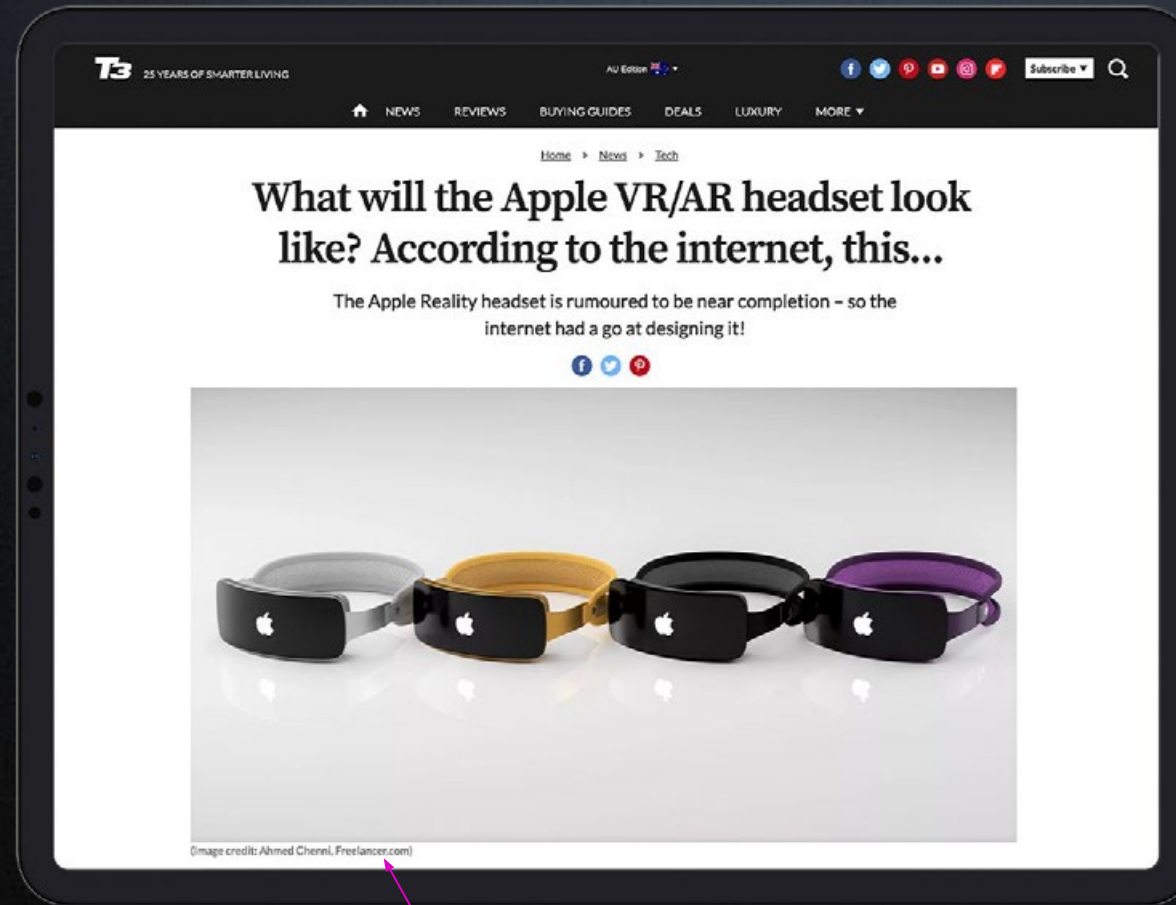 T3 25 YEARS OF SMARTER LIVING
AU Edition
Subscribe
NEWS REVIEWS BUYING GUIDES DEALS LUXURY MORE
Home News Tech
What will the Apple VR/AR headset look
like? According to the internet, this...
The Apple Reality headset is rumoured to be near completion – so the
internet had a go at designing it!
(Image credit: Ahmed Chenni, Freelancer.com)